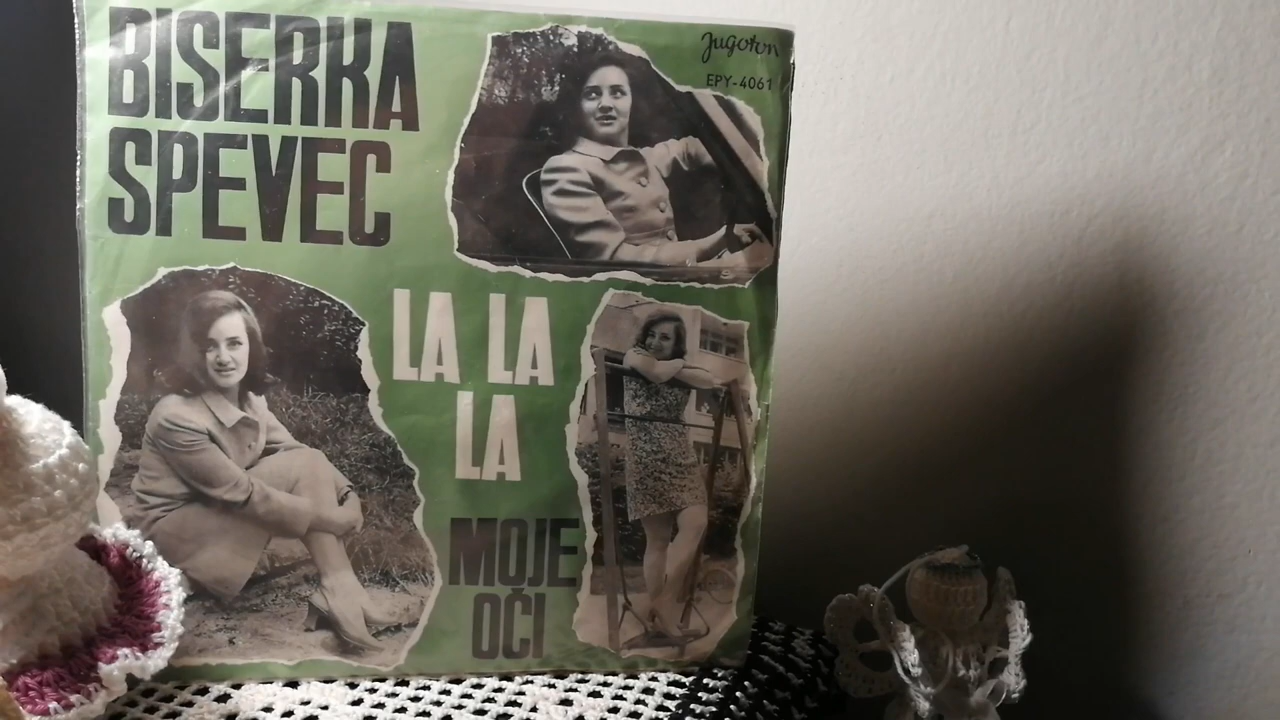 BISERKA
SPEVEC
Jugoton
EPY-4061
LA LA
LA
MOJE
OČI